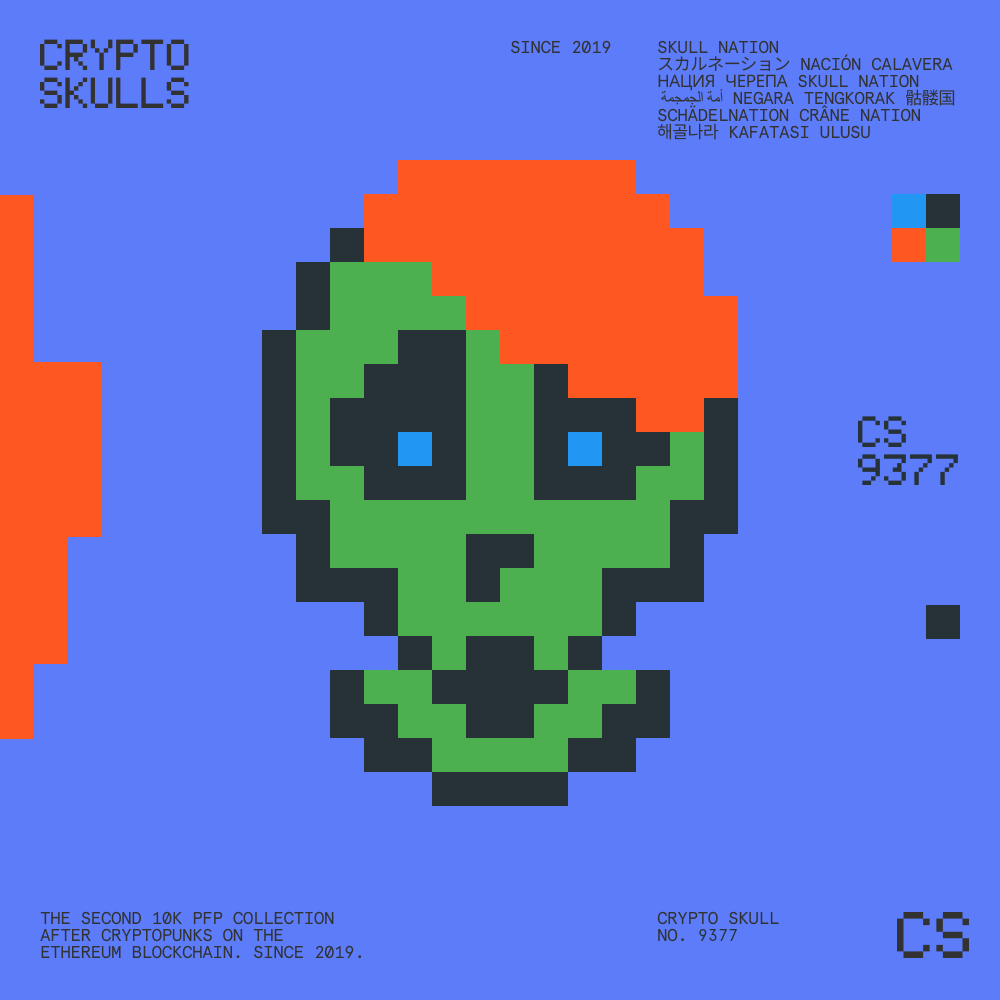 CRYPTO
SKULLS
SINCE 2019
SKULL NATION
スカルネーション NACIÓN CALAVERA
НАЦИЯ ЧЕРЕПА SKULL NATION
أمة الجمجمة NEGARA TENGKORAK 骷髅国
SCHÄDELNATION CRÂNE NATION
해골나라 KAFATASI ULUSU
CS
9377
THE SECOND 10K PFP COLLECTION
AFTER CRYPTOPUNKS ON THE
ETHEREUM BLOCKCHAIN. SINCE 2019.
CRYPTO SKULL
NO. 9377
CS